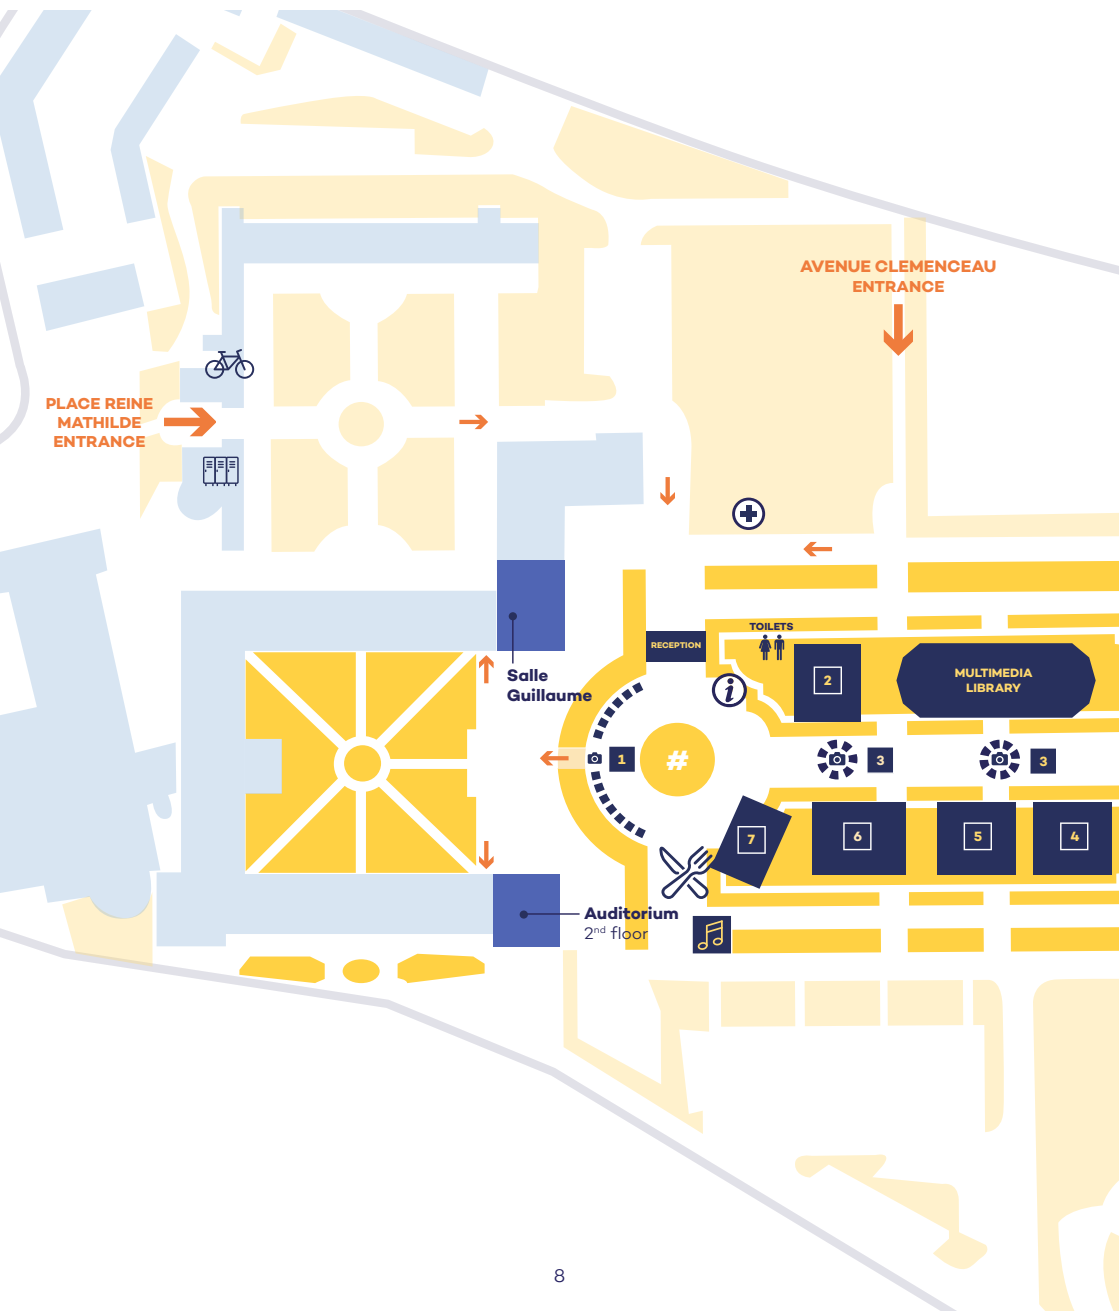 AVENUE CLEMENCEAU
ENTRANCE
PLACE REINE
MATHILDE
ENTRANCE
TOILETS
RECEPTION
2
MULTIMEDIA
LIBRARY
Salle
Guillaume
1
#
3
3
7
6
5
4
Auditorium
2nd floor
8